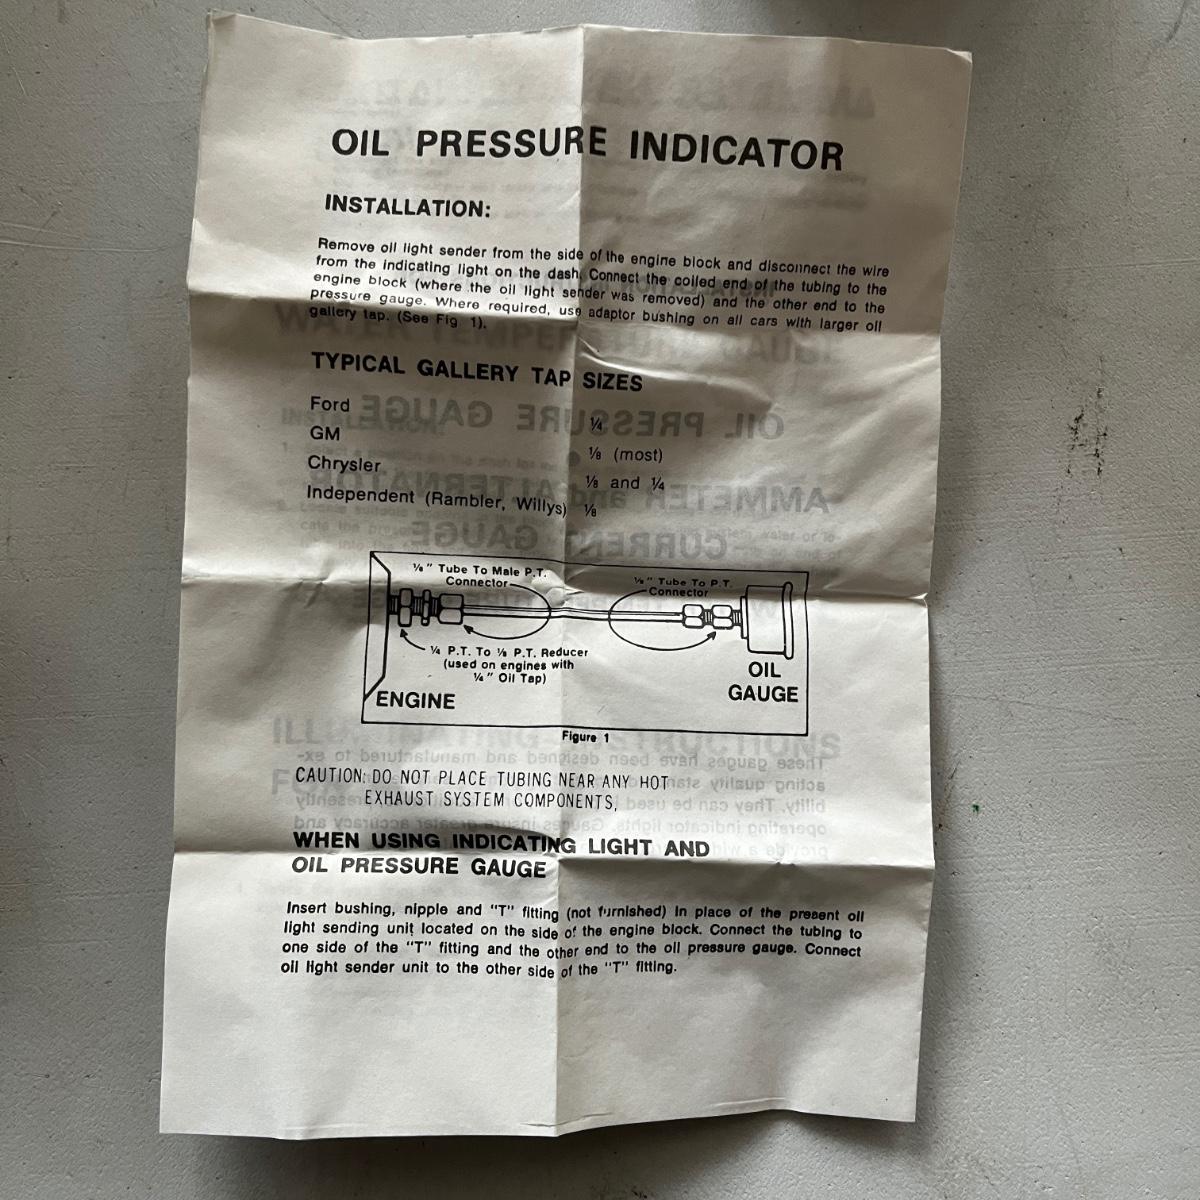 OIL PRESSURE INDICATOR
INSTALLATION:
Remove oil light sender from the side of the engine block and disconnect the wire
from the indicating light on the dash. Connect the coiled end of the tubing to the
engine block (where the oil light sender was removed) and the other end to the
pressure gauge. Where required, use adaptor bushing on all cars with larger oil
gallery tap. (See Fig 1).
TYPICAL GALLERY TAP SIZES
Ford ¼
GM ⅛ (most)
Chrysler ⅛ and ¼
Independent (Rambler, Willys) ⅛
⅛" Tube To Male P.T.
Connector
⅛" Tube To P.T.
Connector
¼ P.T. To ⅛ P.T. Reducer
(used on engines with
¼" Oil Tap)
ENGINE
OIL
GAUGE
Figure 1
CAUTION: DO NOT PLACE TUBING NEAR ANY HOT
EXHAUST SYSTEM COMPONENTS,
WHEN USING INDICATING LIGHT AND
OIL PRESSURE GAUGE
Insert bushing, nipple and "T" fitting (not furnished) in place of the present oil
light sending unit located on the side of the engine block. Connect the tubing to
one side of the "T" fitting and the other end to the oil pressure gauge. Connect
oil light sender unit to the other side of the "T" fitting.